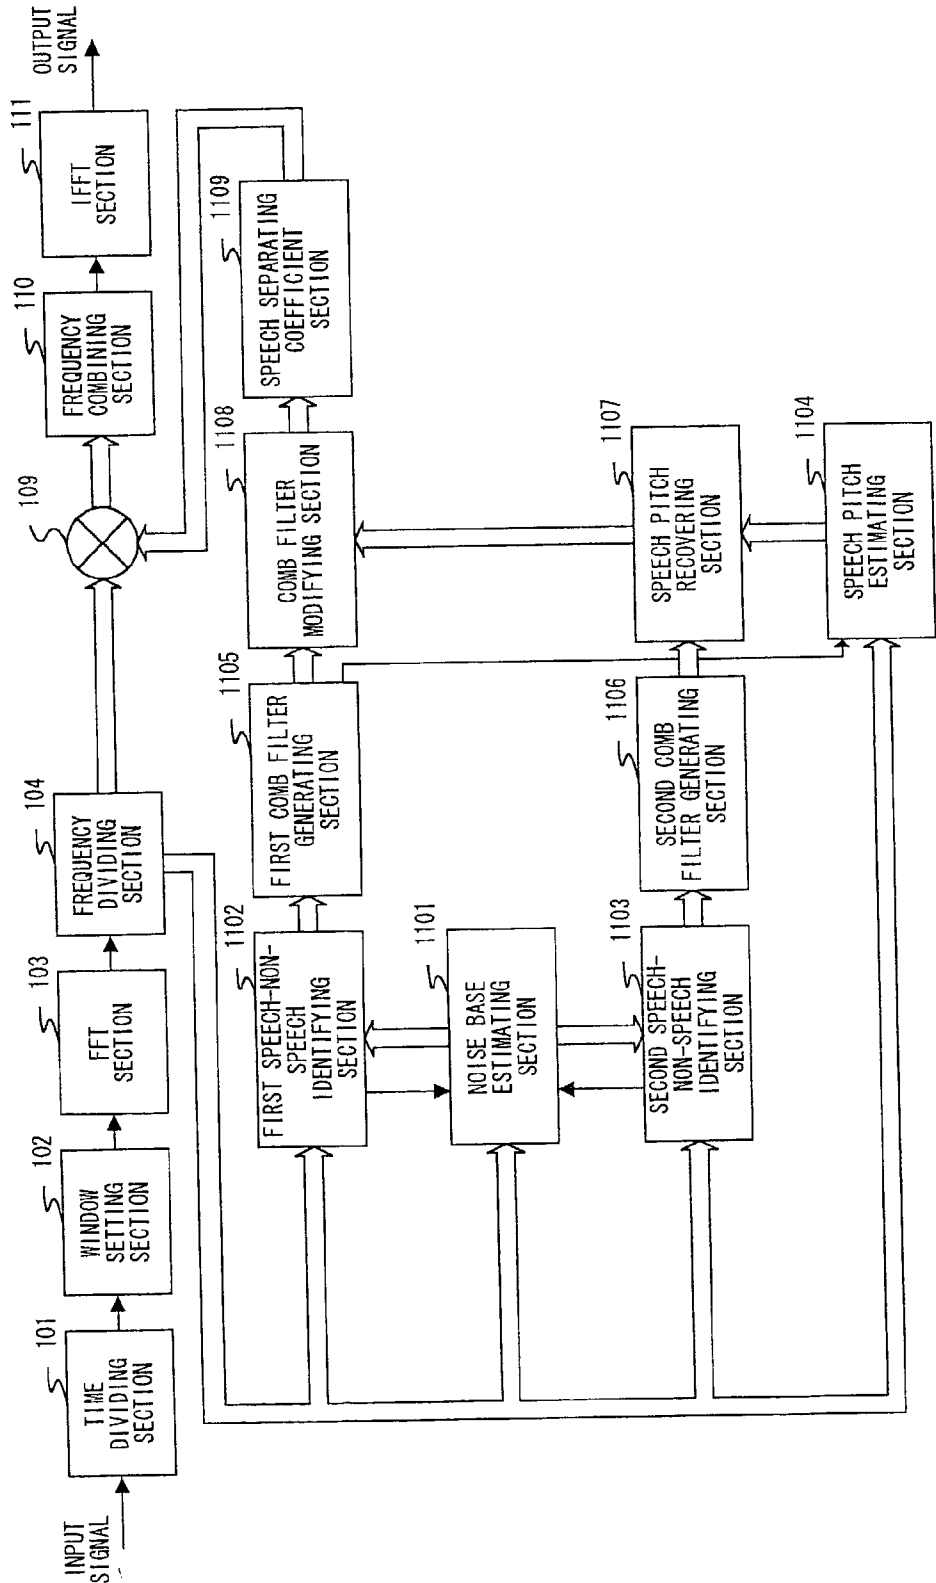 INPUT
SIGNAL
101
TIME
DIVIDING
SECTION
102
WINDOW
SETTING
SECTION
103
FFT
SECTION
104
FREQUENCY
DIVIDING
SECTION
109
110
FREQUENCY
COMBINING
SECTION
111
IFFT
SECTION
OUTPUT
SIGNAL
1102
FIRST SPEECH-NON-
SPEECH
IDENTIFYING
SECTION
1105
FIRST COMB FILTER
GENERATING
SECTION
1108
COMB FILTER
MODIFYING SECTION
1109
SPEECH SEPARATING
COEFFICIENT
SECTION
1101
NOISE BASE
ESTIMATING
SECTION
1103
SECOND SPEECH-
NON-SPEECH
IDENTIFYING
SECTION
1106
SECOND COMB
FILTER GENERATING
SECTION
1107
SPEECH PITCH
RECOVERING
SECTION
1104
SPEECH PITCH
ESTIMATING
SECTION